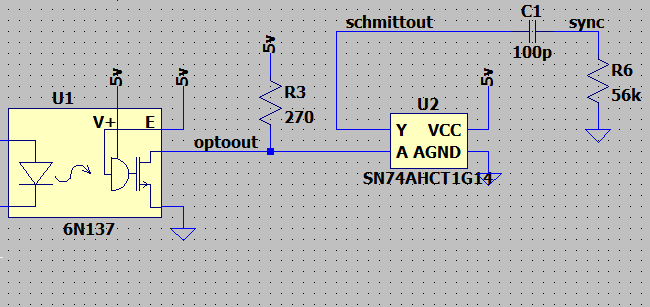 C1
schmittout
sync
100p
5v
R6
56k
5v
5v
5v
R3
270
U1
V+
E
U2
optoout
Y
VCC
A
AGND
SN74AHCT1G14
6N137